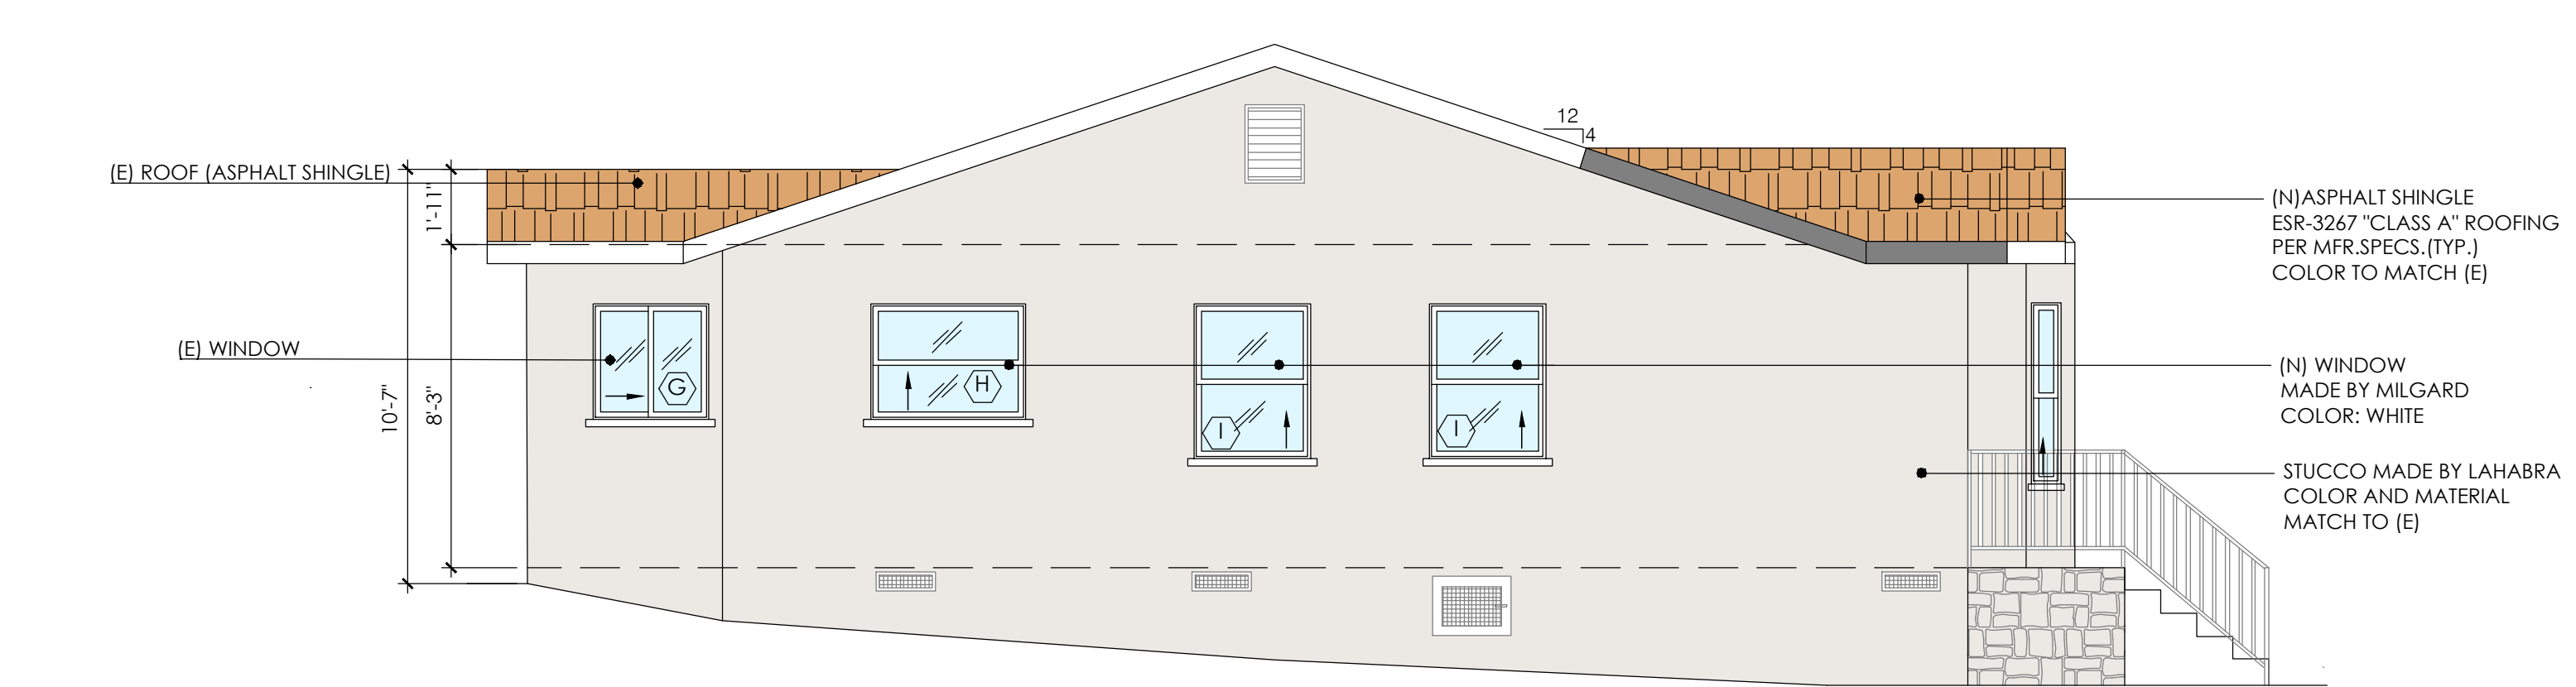 12
4
(E) ROOF (ASPHALT SHINGLE)
1'-11"
(N)ASPHALT SHINGLE
ESR-3267 "CLASS A" ROOFING
PER MFR.SPECS.(TYP.)
COLOR TO MATCH (E)
(E) WINDOW
10'-7"
8'-3"
G
H
I
I
(N) WINDOW
MADE BY MILGARD
COLOR: WHITE
STUCCO MADE BY LAHABRA
COLOR AND MATERIAL
MATCH TO (E)